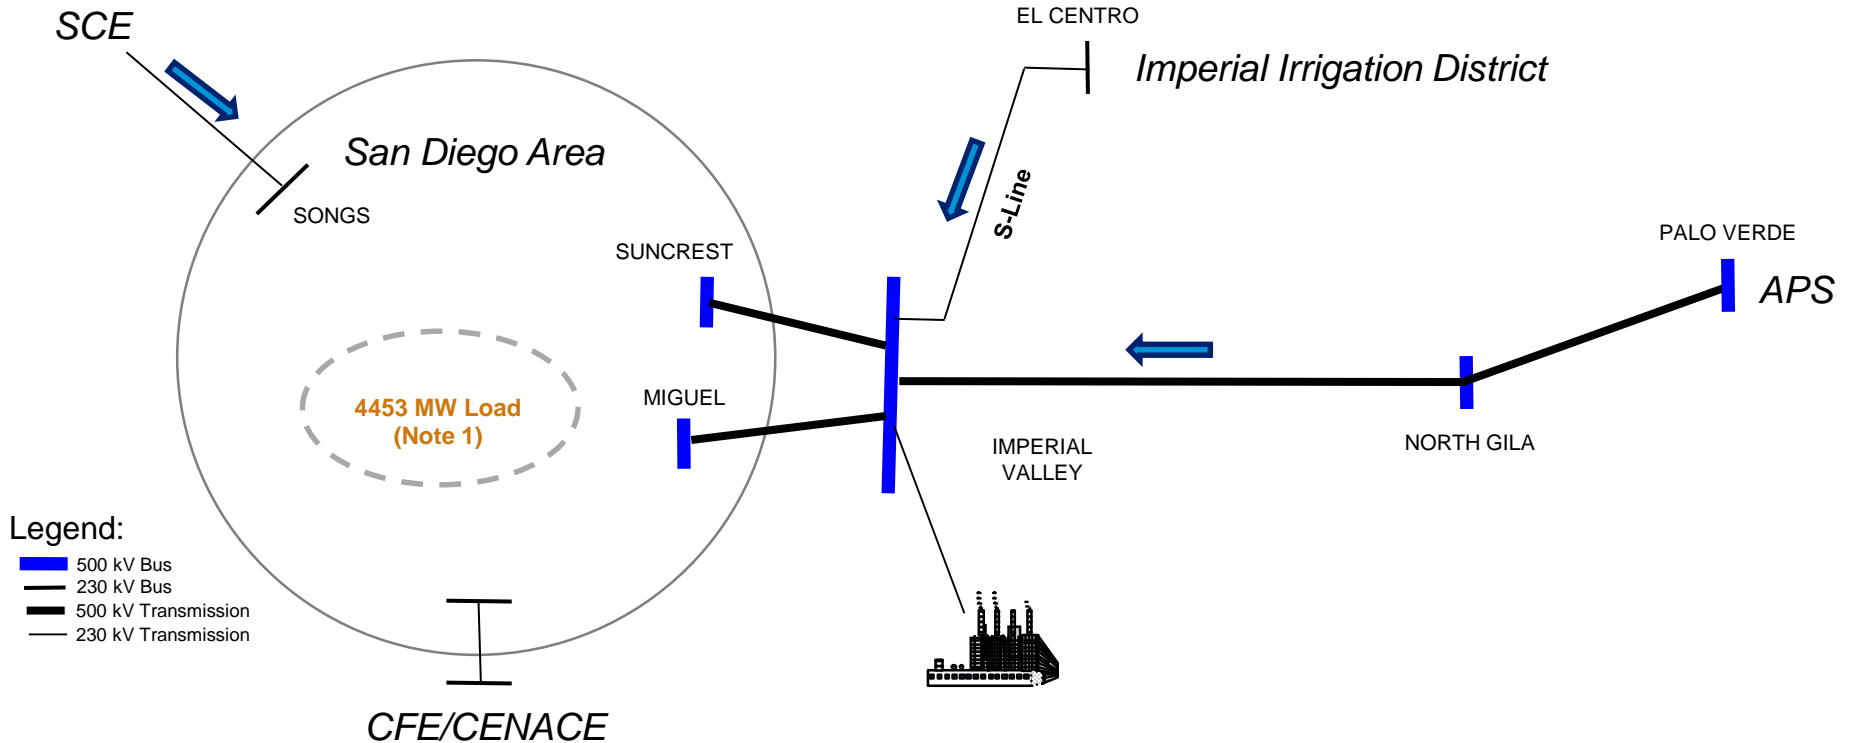 SCE
EL CENTRO
Imperial Irrigation District
San Diego Area
S-Line
SONGS
SUNCREST
PALO VERDE
APS
4453 MW Load
(Note 1)
MIGUEL
IMPERIAL
VALLEY
NORTH GILA
Legend:
500 kV Bus
230 kV Bus
500 kV Transmission
230 kV Transmission
CFE/CENACE